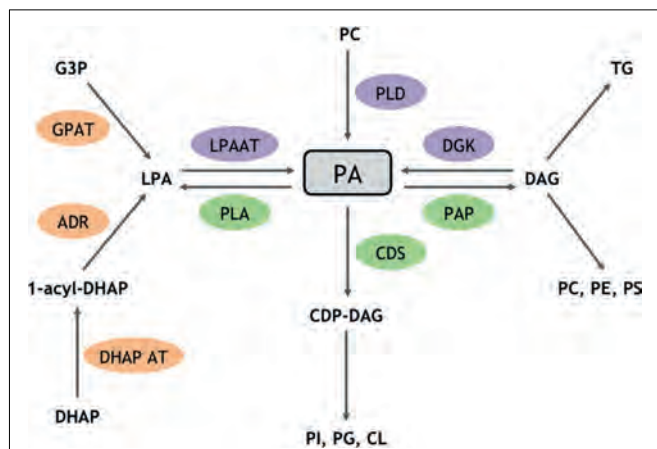 PC
G3P
TG
PLD
GPAT
LPAAT
DGK
LPA
PA
DAG
PLA
PAP
ADR
CDS
1-acyl-DHAP
PC, PE, PS
CDP-DAG
DHAP AT
DHAP
PI, PG, CL